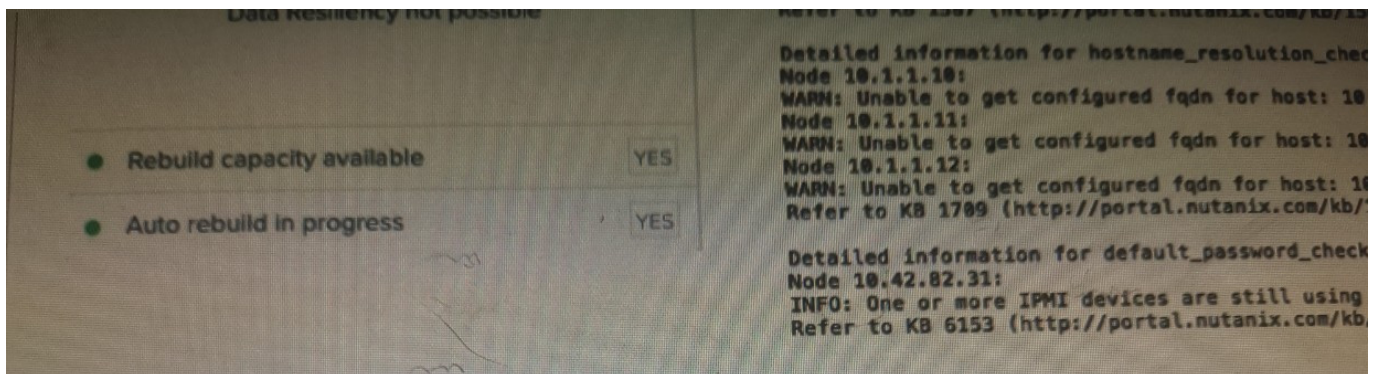 Data Resiliency not possible
Rebuild capacity available YES
Auto rebuild in progress YES
Detailed information for hostname_resolution_chec
Node 10.1.1.10:
WARN: Unable to get configured fqdn for host: 10
Node 10.1.1.11:
WARN: Unable to get configured fqdn for host: 10
Node 10.1.1.12:
WARN: Unable to get configured fqdn for host: 10
Refer to KB 1709 (http://portal.nutanix.com/kb/1
Detailed information for default_password_check
Node 10.42.82.31:
INFO: One or more IPMI devices are still using
Refer to KB 6153 (http://portal.nutanix.com/kb